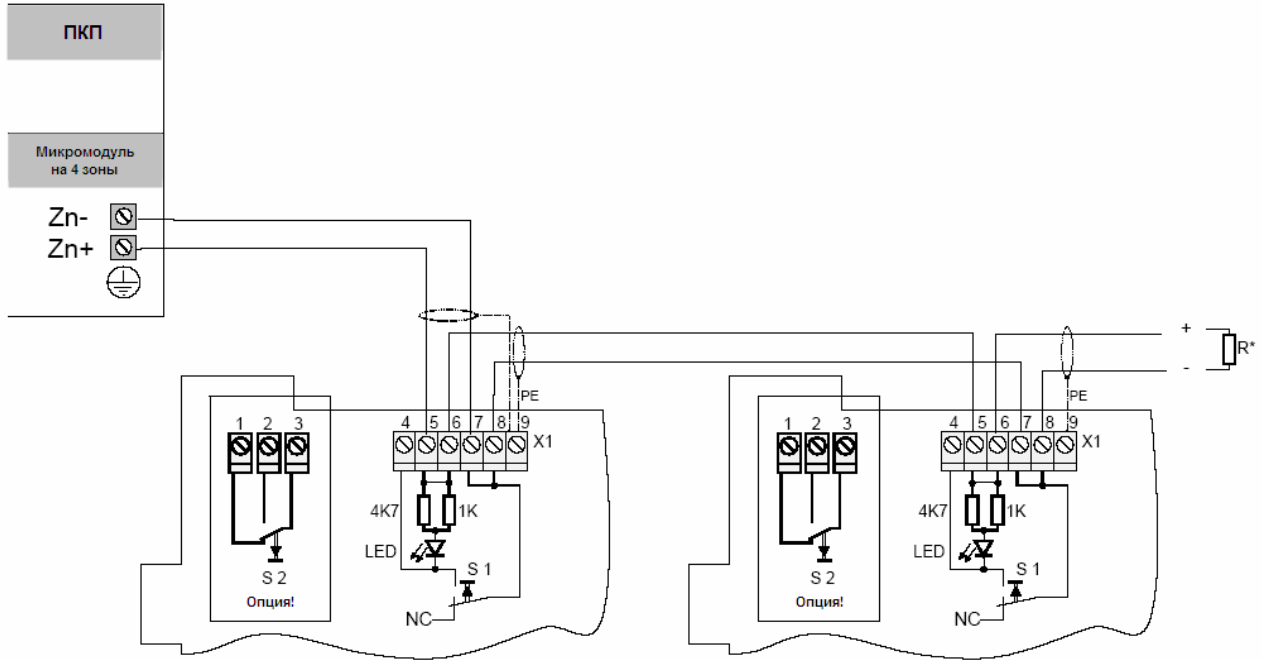 ПКП
Микромодуль
на 4 зоны
Zn-
Zn+
+
R*
-
PE
PE
1 2 3
4 5 6 7 8 9
X1
1 2 3
4 5 6 7 8 9
X1
4K7
1K
4K7
1K
LED
LED
S 2
S 1
S 2
S 1
Опция!
NC
Опция!
NC